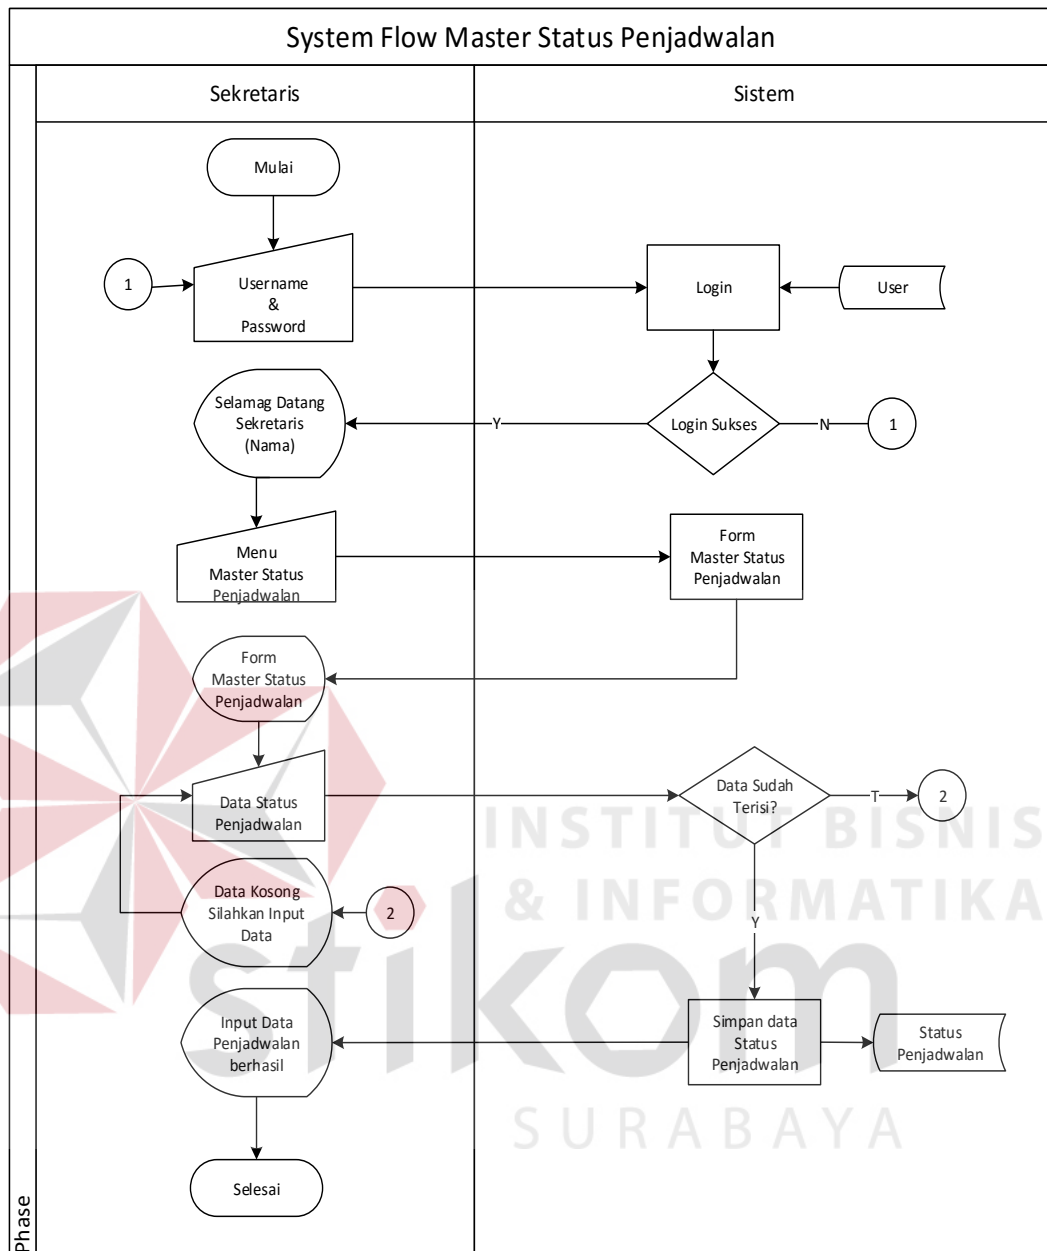 System Flow Master Status Penjadwalan
Sekretaris
Sistem
Mulai
1
Username
&
Password
Login
User
Selamag Datang
Sekretaris
(Nama)
Y
Login Sukses
N
1
Menu
Master Status
Penjadwalan
Form
Master Status
Penjadwalan
Form
Master Status
Penjadwalan
Data Status
Penjadwalan
Data Sudah
Terisi?
T
2
INSTITUT BISNIS
& INFORMATIKA
Data Kosong
Silahkan Input
Data
2
Y
stikom
Input Data
Penjadwalan
berhasil
Simpan data
Status
Penjadwalan
Status
Penjadwalan
SURABAYA
Selesai
Phase